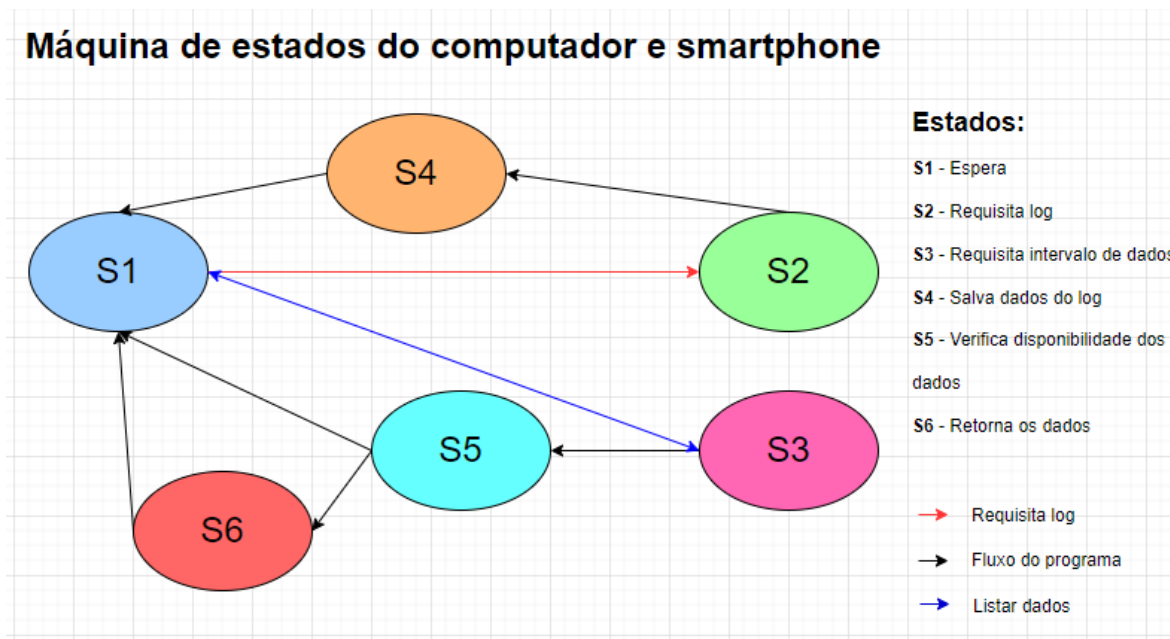 Máquina de estados do computador e smartphone
S4
S1
S2
S5
S3
S6
Estados:
S1 - Espera
S2 - Requisita log
S3 - Requisita intervalo de dados
S4 - Salva dados do log
S5 - Verifica disponibilidade dos
dados
S6 - Retorna os dados
Requisita log
Fluxo do programa
Listar dados